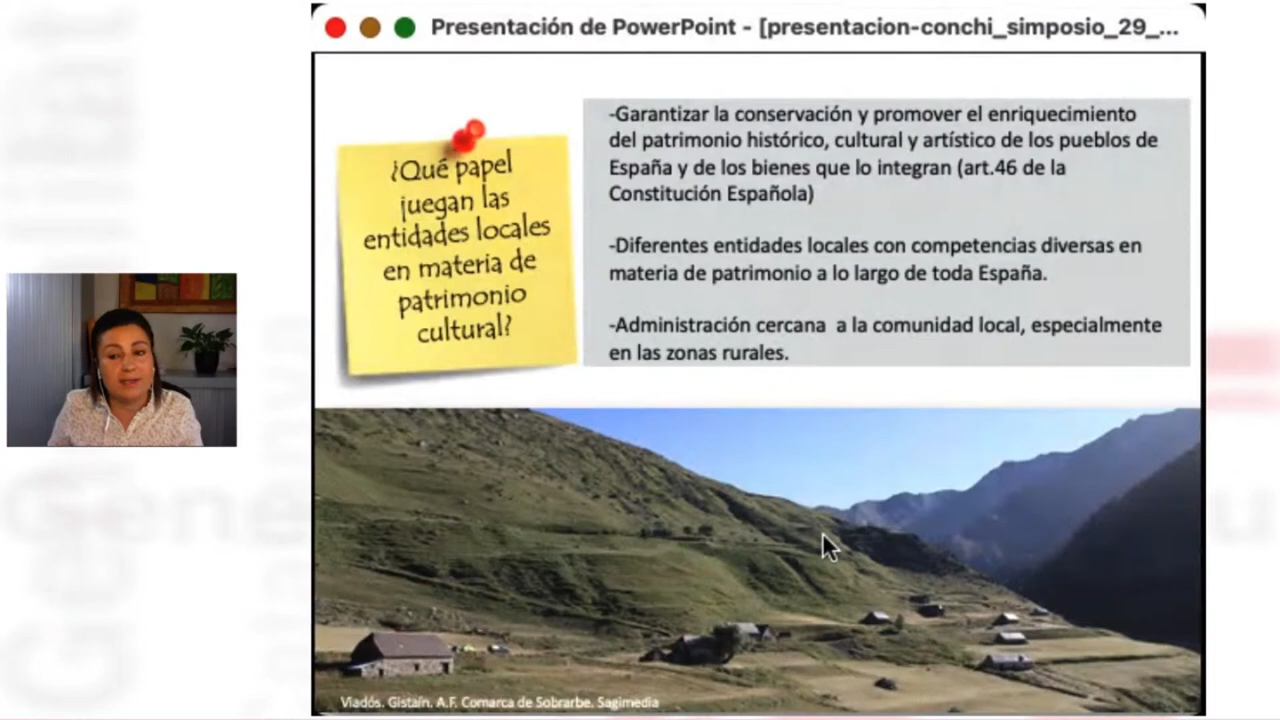 Presentación de PowerPoint - [presentacion-conchi_simposio_29_...
¿Qué papel
juegan las
entidades locales
en materia de
patrimonio
cultural?
-Garantizar la conservación y promover el enriquecimiento
del patrimonio histórico, cultural y artístico de los pueblos de
España y de los bienes que lo integran (art.46 de la
Constitución Española)
-Diferentes entidades locales con competencias diversas en
materia de patrimonio a lo largo de toda España.
-Administración cercana  a la comunidad local, especialmente
en las zonas rurales.
Viadós. Gistaín. A.F. Comarca de Sobrarbe. Sagimedia